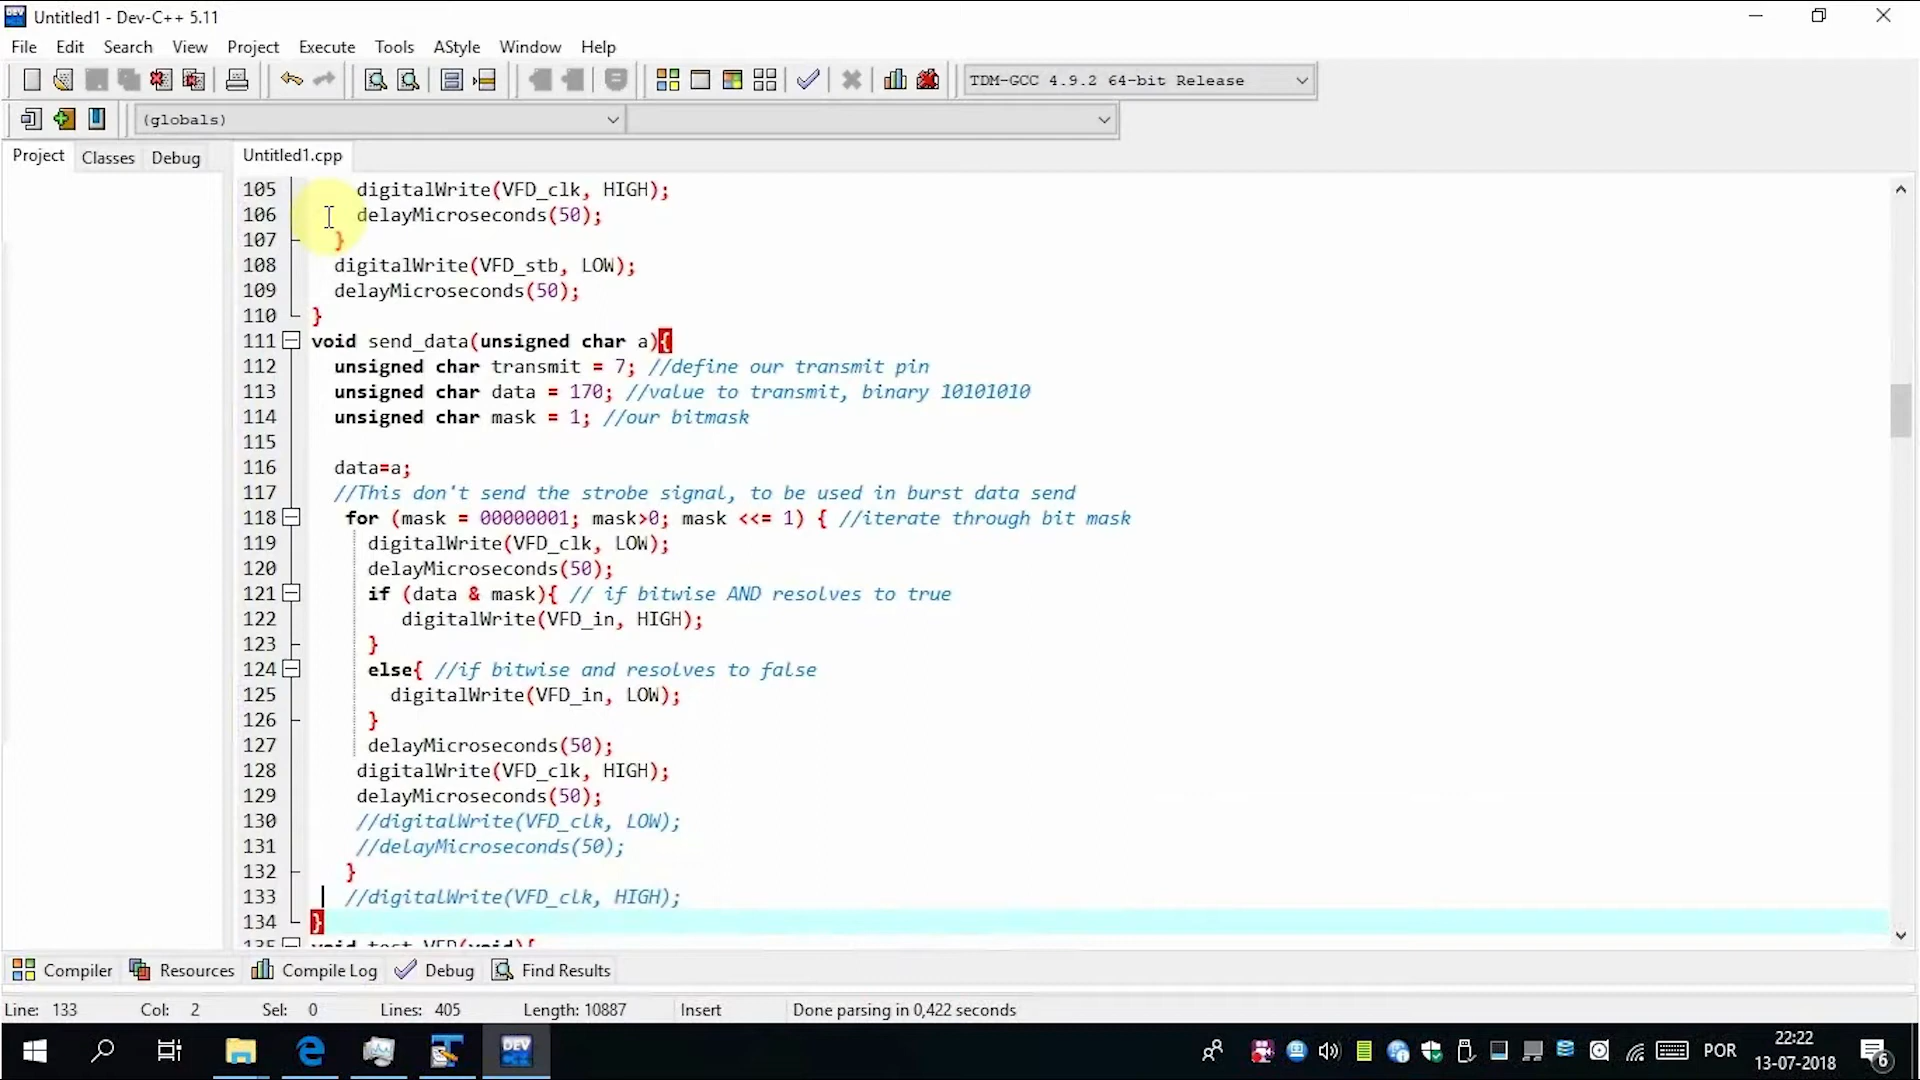 Untitled1 - Dev-C++ 5.11
File Edit Search View Project Execute Tools AStyle Window Help
TDM-GCC 4.9.2 64-bit Release
(globals)
Project Classes Debug Untitled1.cpp
105 digitalWrite(VFD_clk, HIGH);
106 delayMicroseconds(50);
107 }
108 digitalWrite(VFD_stb, LOW);
109 delayMicroseconds(50);
110 }
111 void send_data(unsigned char a){
112 unsigned char transmit = 7; //define our transmit pin
113 unsigned char data = 170; //value to transmit, binary 10101010
114 unsigned char mask = 1; //our bitmask
115
116 data=a;
117 //This don't send the strobe signal, to be used in burst data send
118 for (mask = 00000001; mask>0; mask <<= 1) { //iterate through bit mask
119 digitalWrite(VFD_clk, LOW);
120 delayMicroseconds(50);
121 if (data & mask){ // if bitwise AND resolves to true
122 digitalWrite(VFD_in, HIGH);
123 }
124 else{ //if bitwise and resolves to false
125 digitalWrite(VFD_in, LOW);
126 }
127 delayMicroseconds(50);
128 digitalWrite(VFD_clk, HIGH);
129 delayMicroseconds(50);
130 //digitalWrite(VFD_clk, LOW);
131 //delayMicroseconds(50);
132 }
133 //digitalWrite(VFD_clk, HIGH);
134 }
135 void test_VFD(void){
Compiler Resources Compile Log Debug Find Results
Line: 133 Col: 2 Sel: 0 Lines: 405 Length: 10887 Insert Done parsing in 0,422 seconds
DEV
POR
22:22
13-07-2018
6